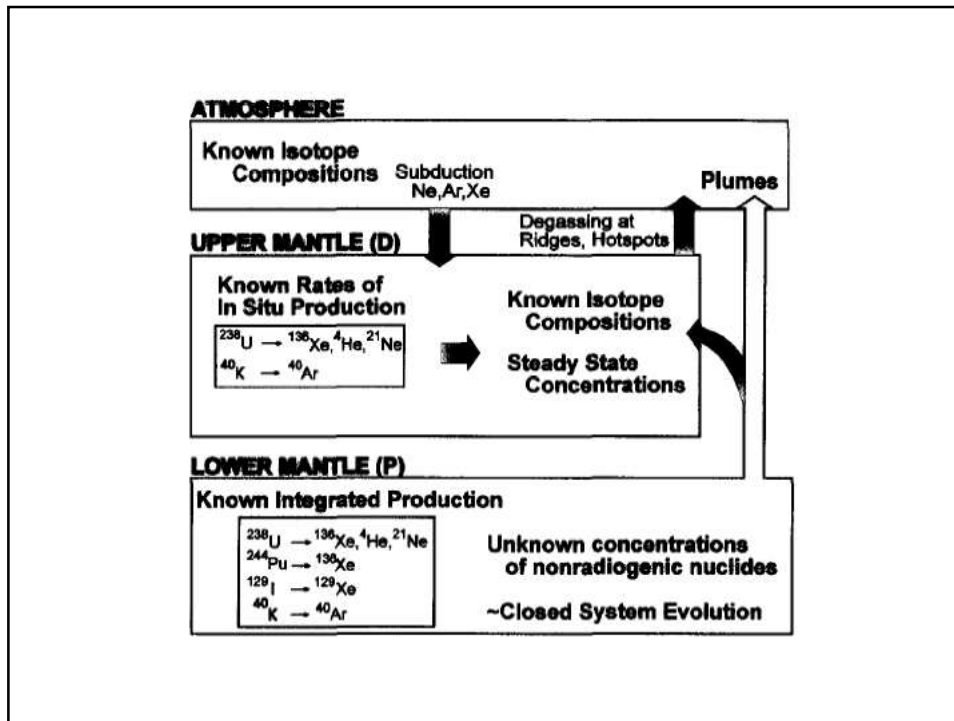 ATMOSPHERE
Known Isotope
Compositions
Subduction
Ne,Ar,Xe
Plumes
Degassing at
Ridges, Hotspots
UPPER MANTLE (D)
Known Rates of
In Situ Production
²³⁸U → ¹³⁶Xe,⁴He,²¹Ne
⁴⁰K → ⁴⁰Ar
Known Isotope
Compositions
Steady State
Concentrations
LOWER MANTLE (P)
Known Integrated Production
²³⁸U → ¹³⁶Xe,⁴He,²¹Ne
²⁴⁴Pu → ¹³⁶Xe
¹²⁹I → ¹²⁹Xe
⁴⁰K → ⁴⁰Ar
Unknown concentrations
of nonradiogenic nuclides
~Closed System Evolution